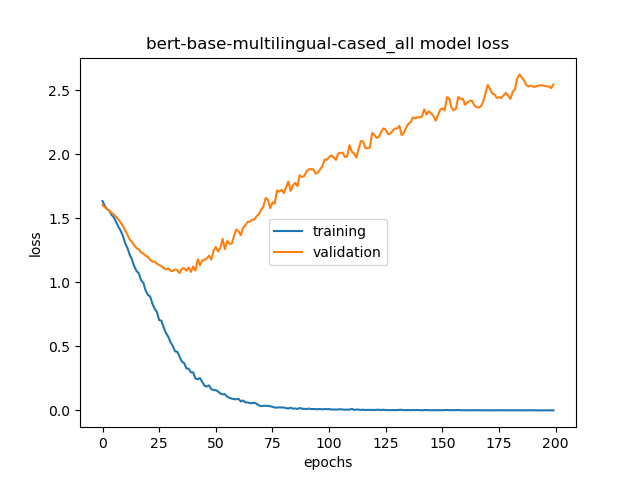 bert-base-multilingual-cased_all model loss
loss
2.5
2.0
1.5
1.0
0.5
0.0
training
validation
0 25 50 75 100 125 150 175 200
epochs